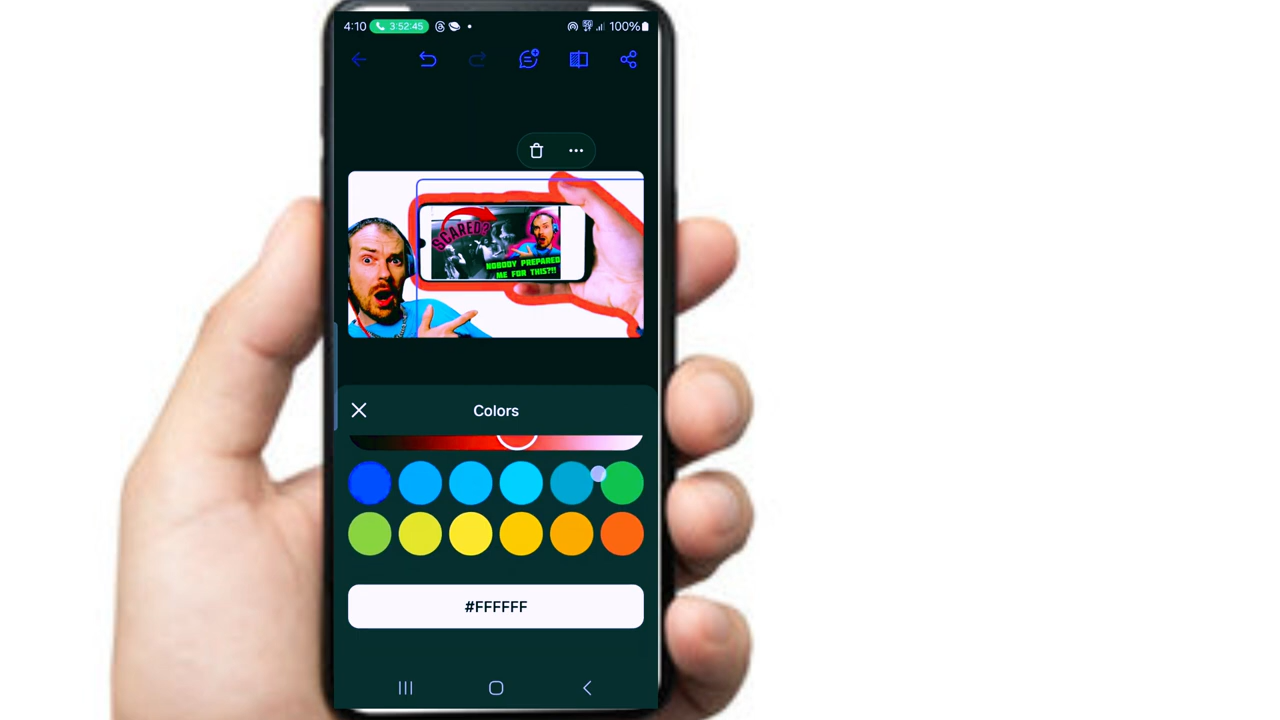 4:10 3:52:45 100%
SCARED?
NOBODY PREPARED
ME FOR THIS?!!
Colors
#FFFFFF